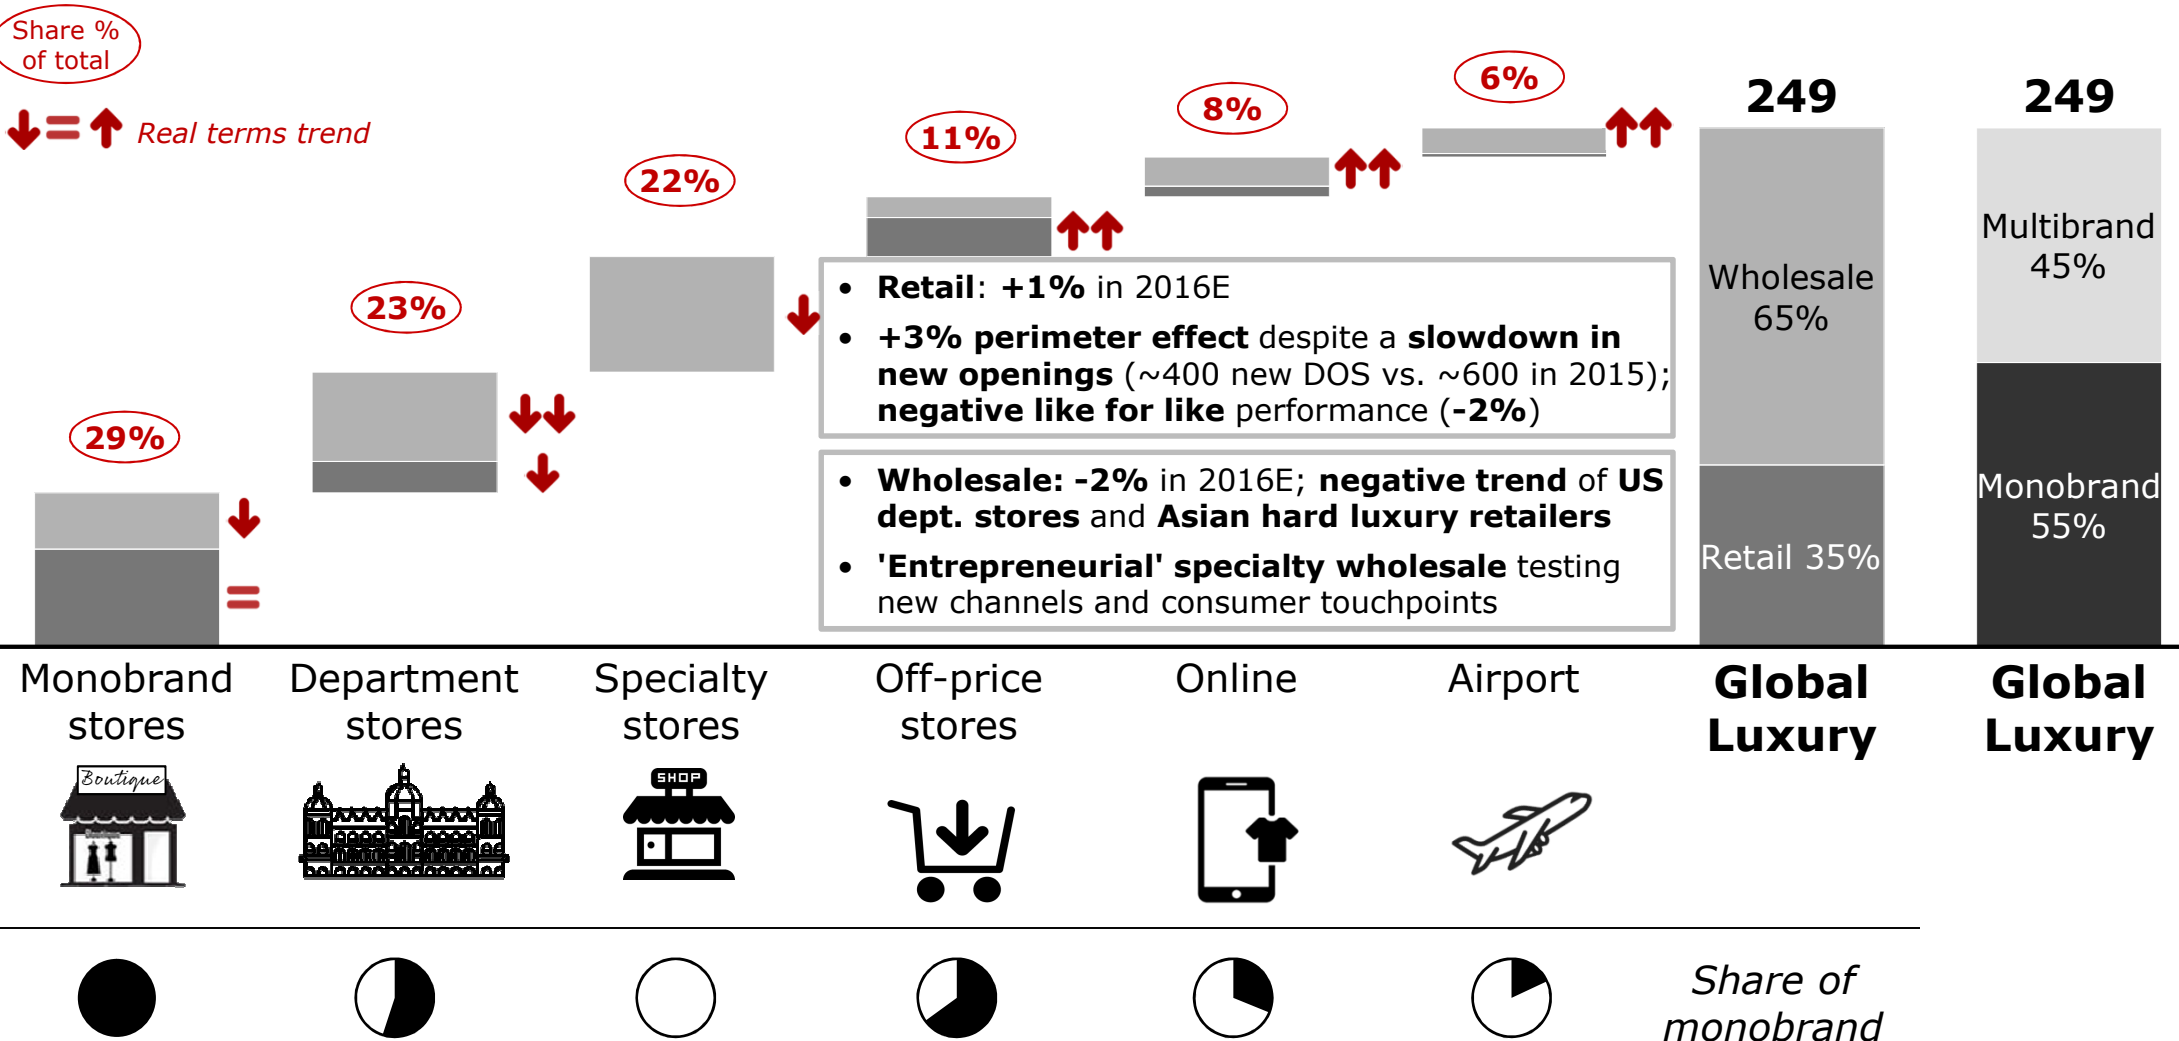 Share %
of total
Real terms trend
29%
23%
22%
11%
8%
6%
249
249
• Retail: +1% in 2016E
• +3% perimeter effect despite a slowdown in
new openings (~400 new DOS vs. ~600 in 2015);
negative like for like performance (-2%)
• Wholesale: -2% in 2016E; negative trend of US
dept. stores and Asian hard luxury retailers
• 'Entrepreneurial' specialty wholesale testing
new channels and consumer touchpoints
Wholesale
65%
Retail 35%
Multibrand
45%
Monobrand
55%
Monobrand
stores
Department
stores
Specialty
stores
Off-price
stores
Online
Airport
Global
Luxury
Global
Luxury
Boutique
SHOP
Share of
monobrand